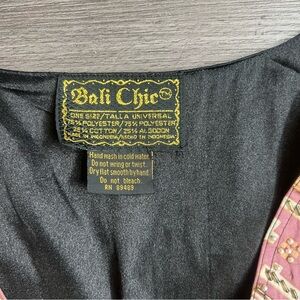 Bali Chic TM
ONE SIZE/TALLA UNIVERSAL
75% POLYESTER/75% POLYESTER
25% COTTON/25% ALGODON
MADE IN INDONESIA/HECHO EN INDONESIA
Hand wash in cold water.
Do not wring or twist.
Dry flat smooth by hand.
Do not bleach.
RN 89489